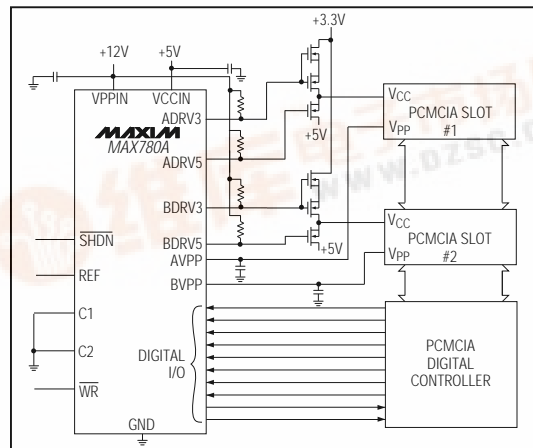 +3.3V
+12V
+5V
VPPIN
VCCIN
MAXIM
MAX780A
ADRV3
ADRV5
+5V
VCC
VPP
PCMCIA SLOT
#1
BDRV3
BDRV5
+5V
VCC
VPP
PCMCIA SLOT
#2
SHDN
AVPP
REF
BVPP
C1
C2
WR
DIGITAL
I/O
PCMCIA
DIGITAL
CONTROLLER
GND